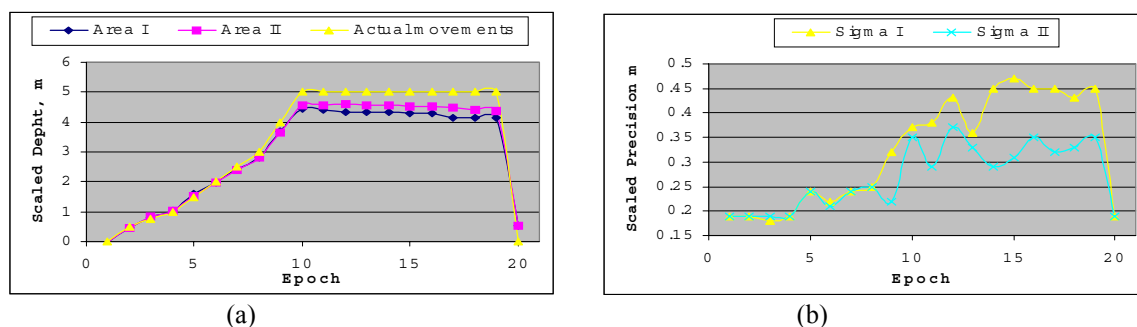 Area I Area II Actual movements
Scaled Depht, m
6
5
4
3
2
1
0
0 5 10 15 20
Epoch
(a)
Sigma I Sigma II
Scaled Precision m
0.5
0.45
0.4
0.35
0.3
0.25
0.2
0.15
0 5 10 15 20
Epoch
(b)